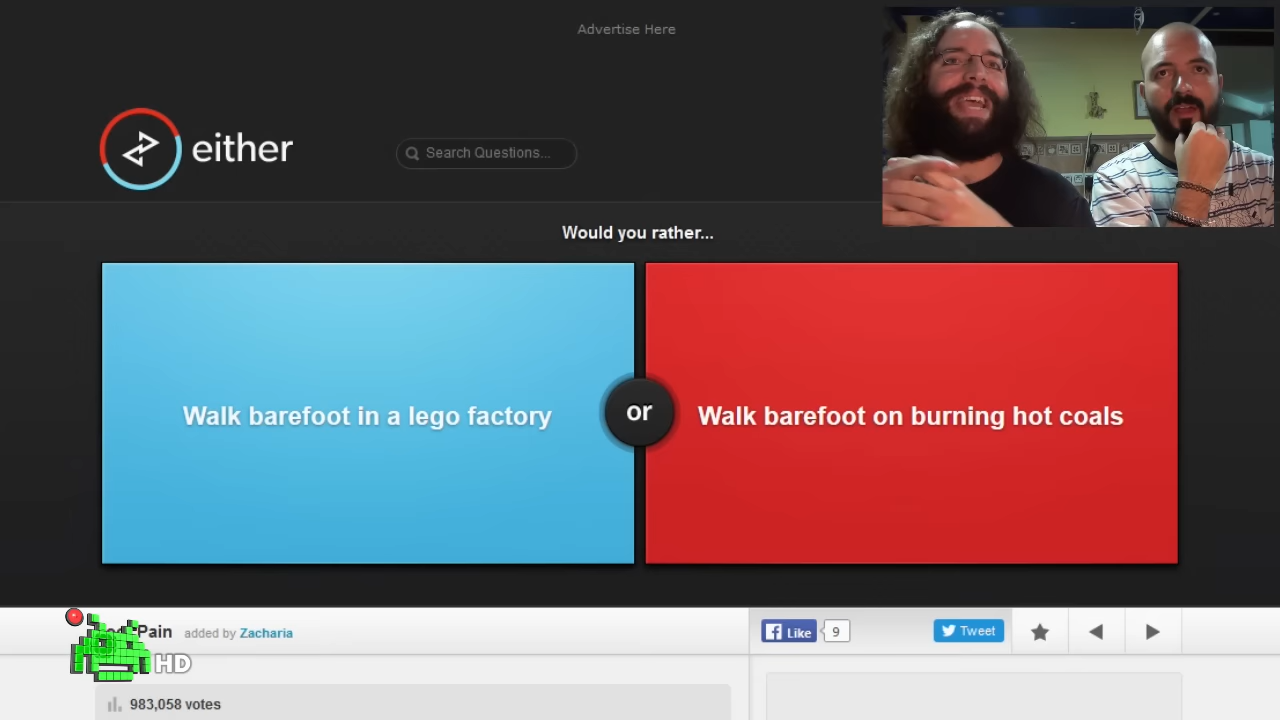 Advertise Here
either
Search Questions...
Would you rather...
Walk barefoot in a lego factory
or
Walk barefoot on burning hot coals
Pain added by Zacharia
Like 9
Tweet
HD
983,058 votes